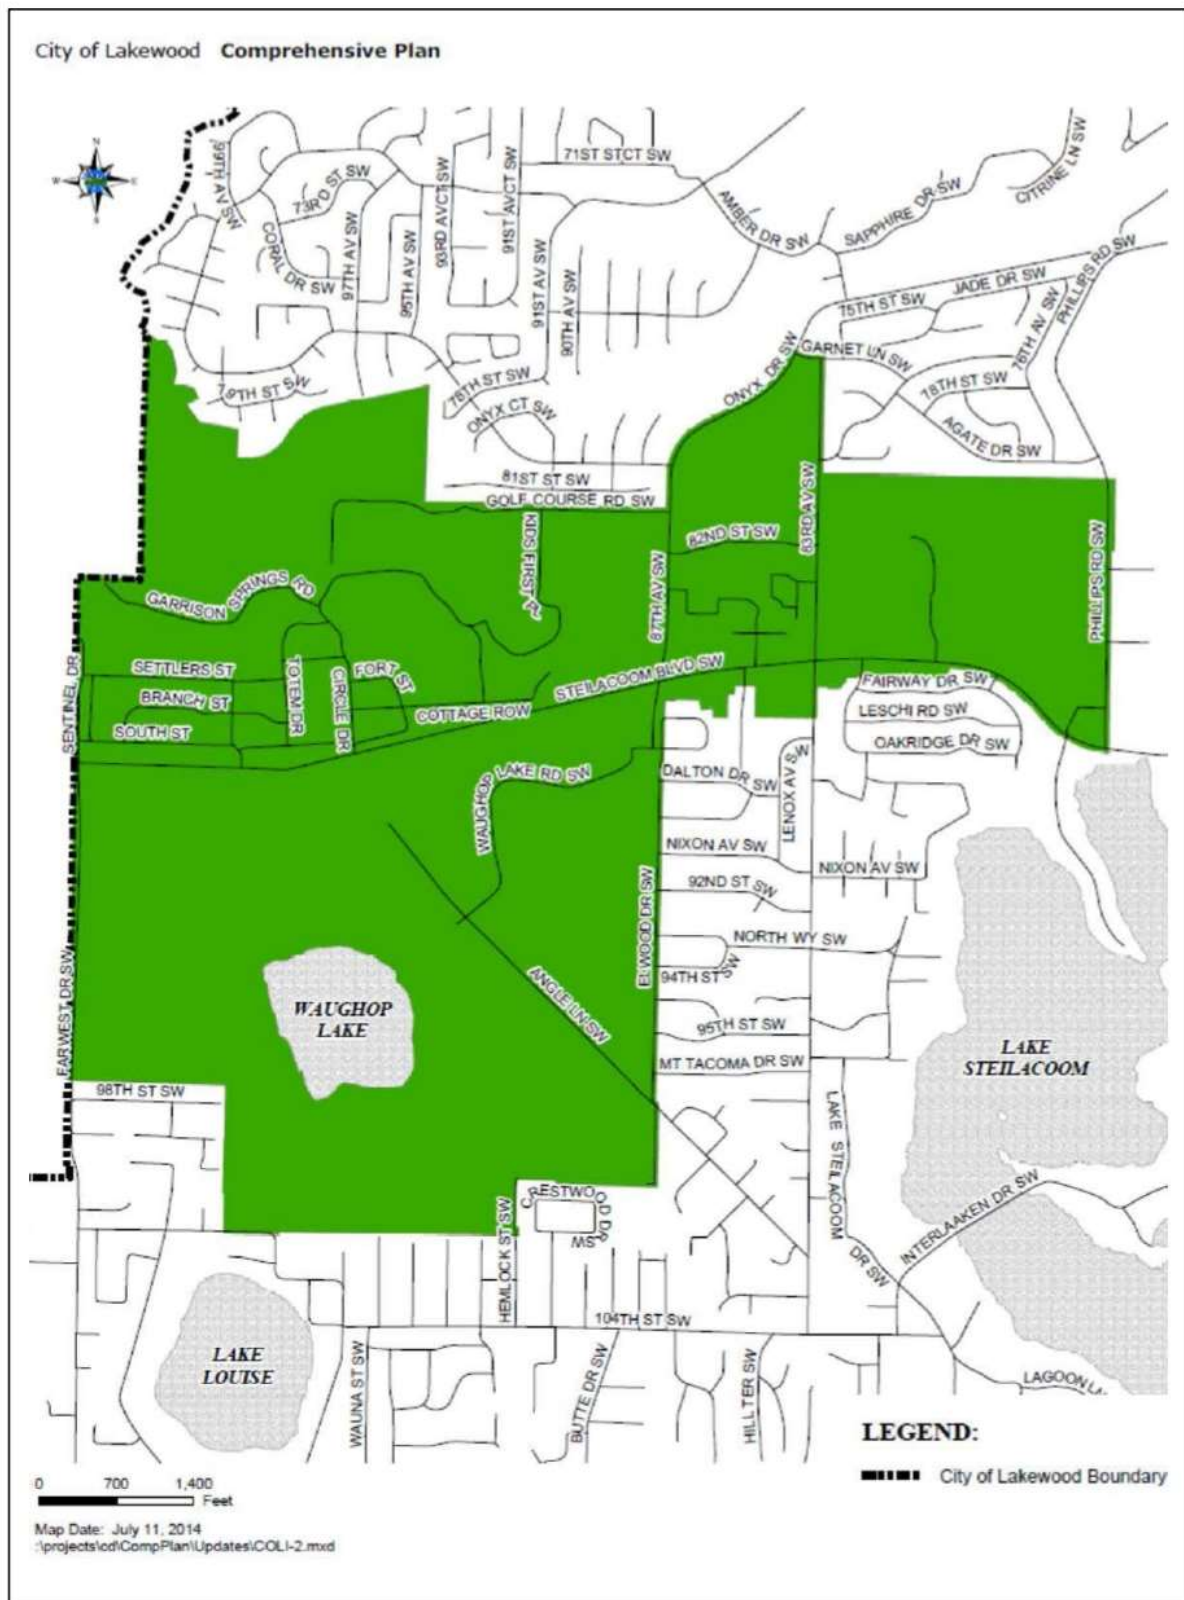 City of Lakewood Comprehensive Plan
N
W E
S
99TH AV SW
73RD ST SW
CORAL DR SW
97TH AV SW
95TH AV SW
93RD AVCT SW
91ST AVCT SW
71ST STCT SW
91ST AV SW
90TH AV SW
AMBER DR SW
SAPPHIRE DR SW
CITRINE LN SW
JADE DR SW
75TH ST SW
PHILLIPS RD SW
76TH AV SW
GARNET LN SW
78TH ST SW
AGATE DR SW
ONYX DR SW
79TH ST SW
78TH ST SW
ONYX CT SW
81ST ST SW
GOLF COURSE RD SW
KIDS FIRST PL
82ND ST SW
83RD AV SW
87TH AV SW
PHILLIPS RD SW
GARRISON SPRINGS RD
SETTLERS ST
BRANCH ST
SOUTH ST
TOTEM DR
CIRCLE DR
FORT ST
COTTAGE ROW
STEILACOOM BLVD SW
SENTINEL DR
FAIRWAY DR SW
LESCHI RD SW
OAKRIDGE DR SW
WAUGHOP LAKE RD SW
DALTON DR SW
LENOX AV SW
NIXON AV SW
NIXON AV SW
92ND ST SW
ELWOOD DR SW
NORTH WY SW
94TH ST SW
ANGLE LN SW
95TH ST SW
MT TACOMA DR SW
WAUGHOP
LAKE
LAKE
STEILACOOM
FARWEST DR SW
98TH ST SW
LAKE STEILACOOM DR SW
INTERLAAKEN DR SW
CRESTWOOD DR SW
HEMLOCK ST SW
104TH ST SW
LAKE
LOUISE
WAUNA ST SW
BUTTE DR SW
HILLTER SW
LAGOON
LEGEND:
City of Lakewood Boundary
0 700 1,400
Feet
Map Date: July 11, 2014
:\projects\cd\CompPlan\Updates\COLI-2.mxd